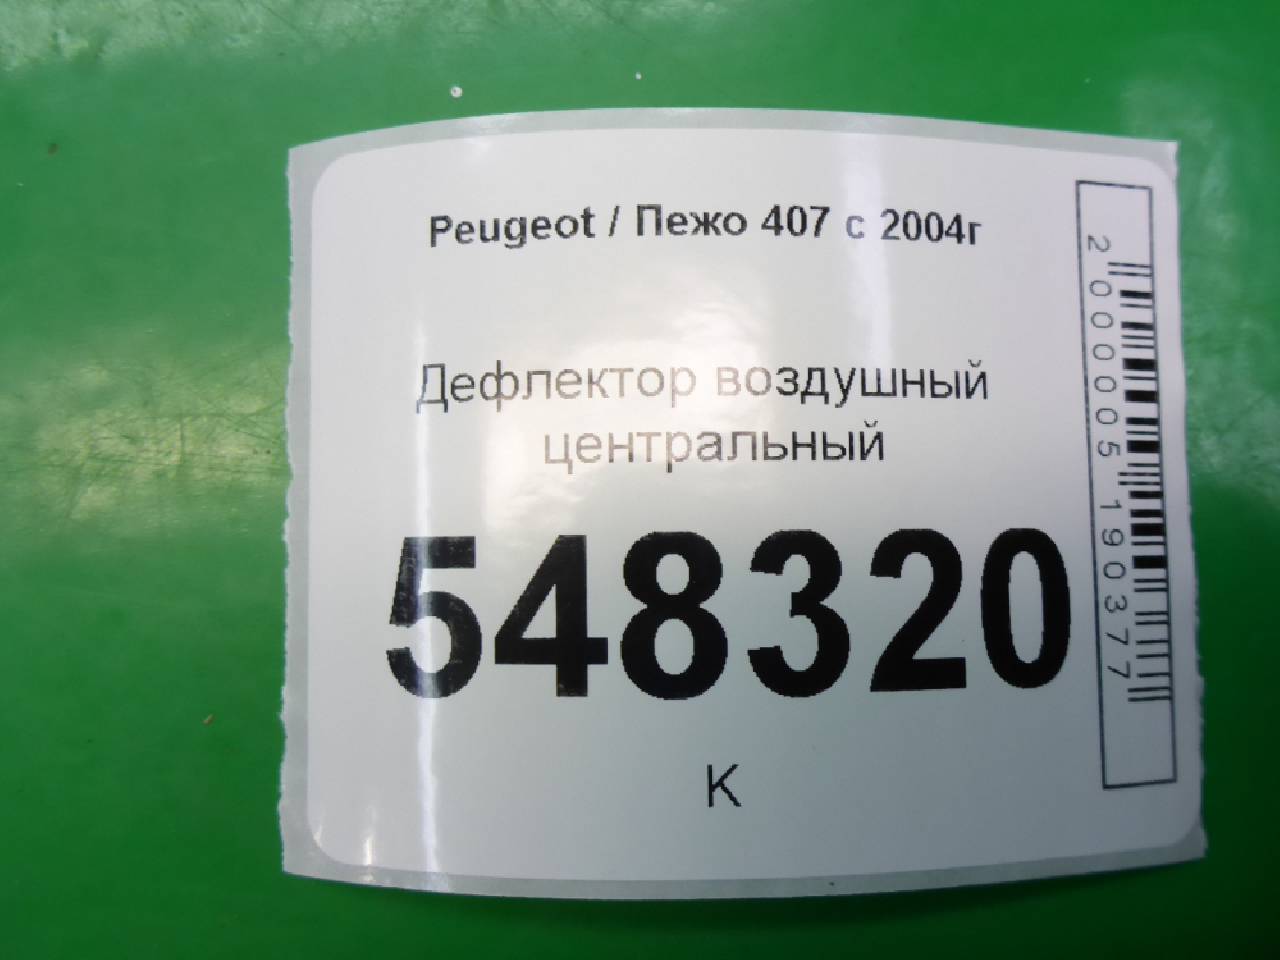 Peugeot / Пежо 407 с 2004г
Дефлектор воздушный
центральный
548320
К
2000005190377